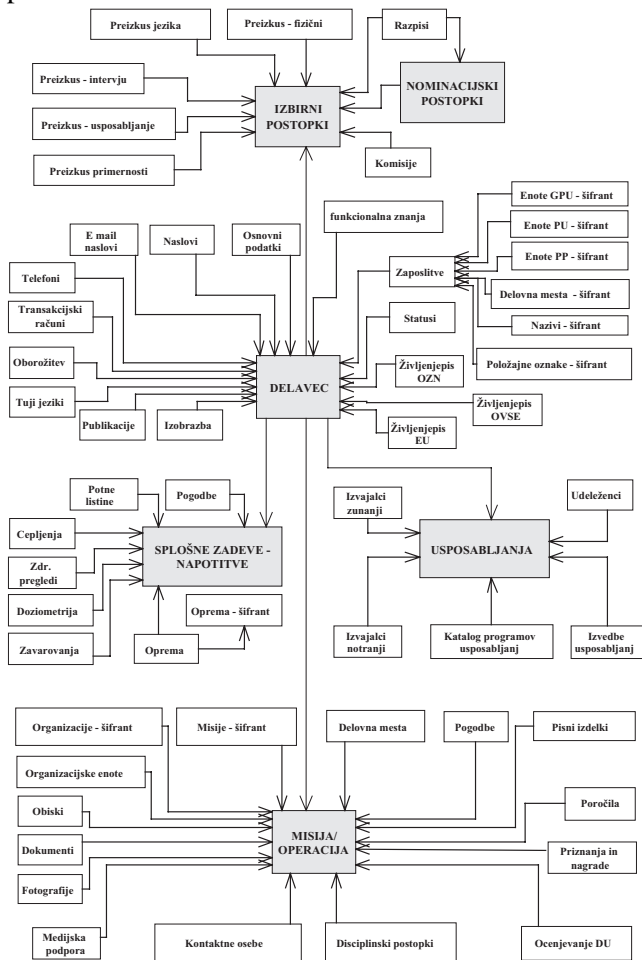 Preizkus jezika
Preizkus - fizični
Razpisi
Preizkus - intervju
IZBIRNI
POSTOPKI
NOMINACIJSKI
POSTOPKI
Preizkus - usposabljanje
Preizkus primernosti
Komisije
E mail
naslovi
Naslovi
Osnovni
podatki
funkcionalna znanja
Enote GPU - šifrant
Enote PU - šifrant
Zaposlitve
Enote PP - šifrant
Telefoni
Delovna mesta - šifrant
Transakcijski
računi
Statusi
Nazivi - šifrant
Oborožitev
DELAVEC
Življenjepis
OZN
Položajne oznake - šifrant
Tuji jeziki
Publikacije
Izobrazba
Življenjepis
EU
Življenjepis
OVSE
Potne
listine
Pogodbe
Izvajalci
zunanji
Udeleženci
Cepljenja
SPLOŠNE ZADEVE -
NAPOTITVE
USPOSABLJANJA
Zdr.
pregledi
Doziometrija
Oprema - šifrant
Zavarovanja
Oprema
Izvajalci
notranji
Katalog programov
usposabljanj
Izvedbe
usposabljanj
Organizacije - šifrant
Misije - šifrant
Delovna mesta
Pogodbe
Pisni izdelki
Organizacijske enote
Obiski
Poročila
MISIJA/
OPERACIJA
Dokumenti
Priznanja in
nagrade
Fotografije
Medijska
podpora
Kontaktne osebe
Disciplinski postopki
Ocenjevanje DU